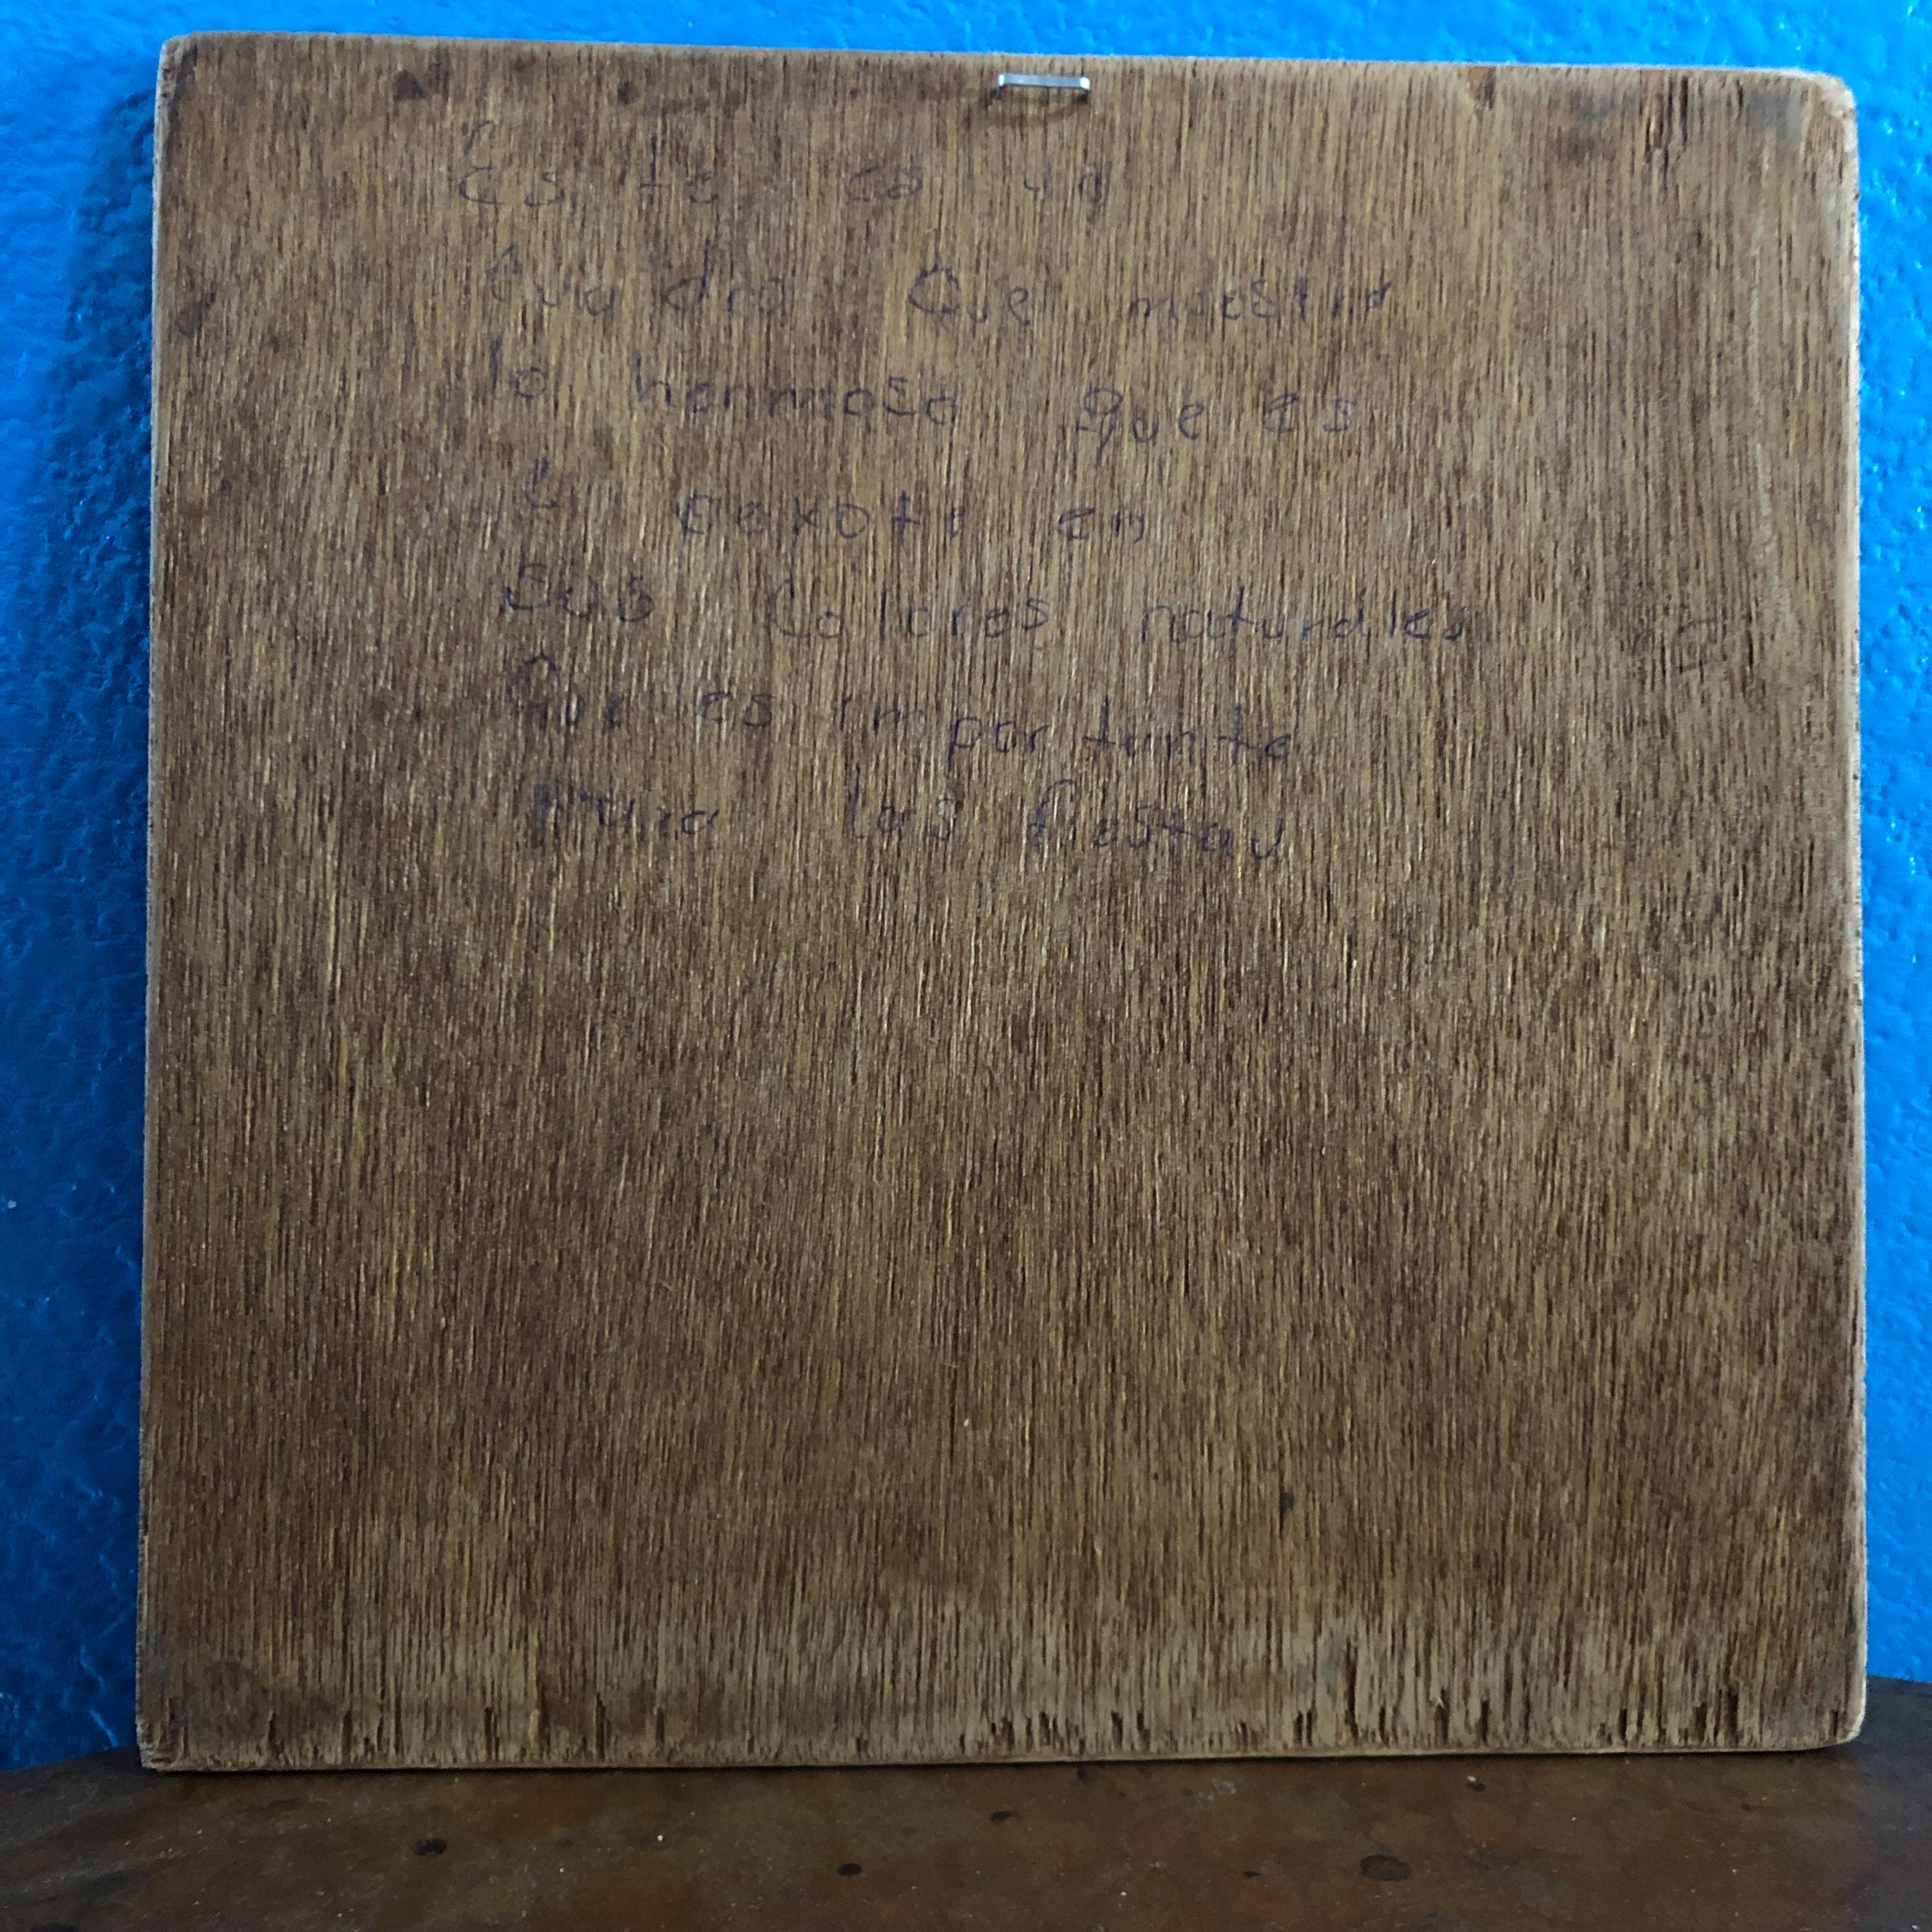 Este es un
Cuadro Que muestra
lo hermoso que es
en
Sus Colores naturales
Que es importante
Para las fiestas